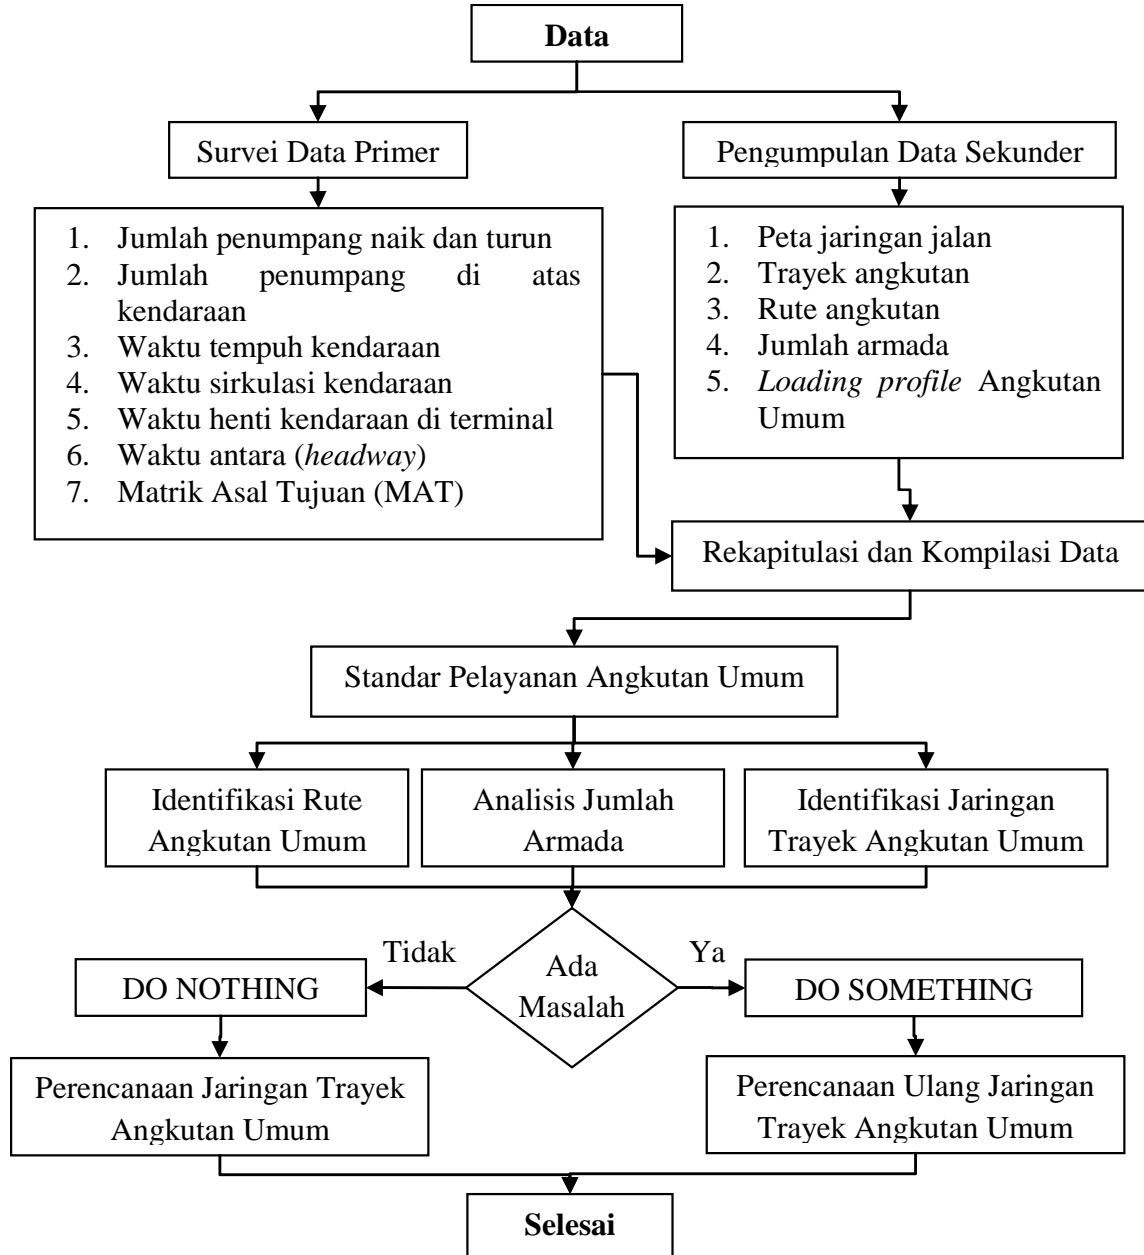 Data
Survei Data Primer
Pengumpulan Data Sekunder
1. Jumlah penumpang naik dan turun
2. Jumlah penumpang di atas
kendaraan
3. Waktu tempuh kendaraan
4. Waktu sirkulasi kendaraan
5. Waktu henti kendaraan di terminal
6. Waktu antara (headway)
7. Matrik Asal Tujuan (MAT)
1. Peta jaringan jalan
2. Trayek angkutan
3. Rute angkutan
4. Jumlah armada
5. Loading profile Angkutan
Umum
Rekapitulasi dan Kompilasi Data
Standar Pelayanan Angkutan Umum
Identifikasi Rute
Angkutan Umum
Analisis Jumlah
Armada
Identifikasi Jaringan
Trayek Angkutan Umum
Ada
Masalah
Tidak
Ya
DO NOTHING
DO SOMETHING
Perencanaan Jaringan Trayek
Angkutan Umum
Perencanaan Ulang Jaringan
Trayek Angkutan Umum
Selesai